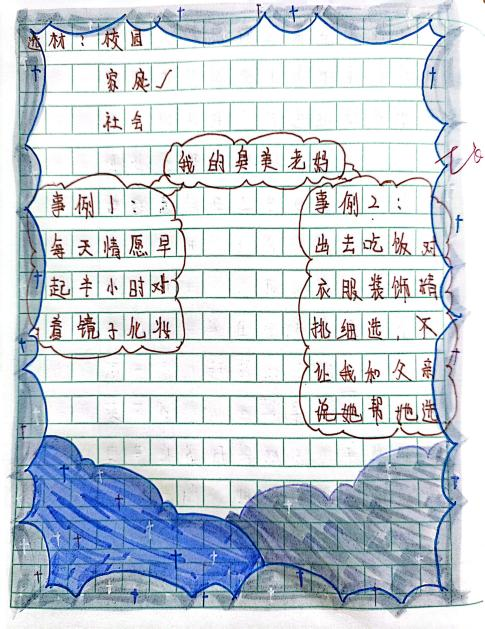 选材：校园
家庭✓
社会
我的臭美老妈
事例1：
每天情愿早
起半小时对
着镜子化妆
事例2：
出去吃饭对
衣服装饰精
挑细选，不
让我和父亲
说她帮她选